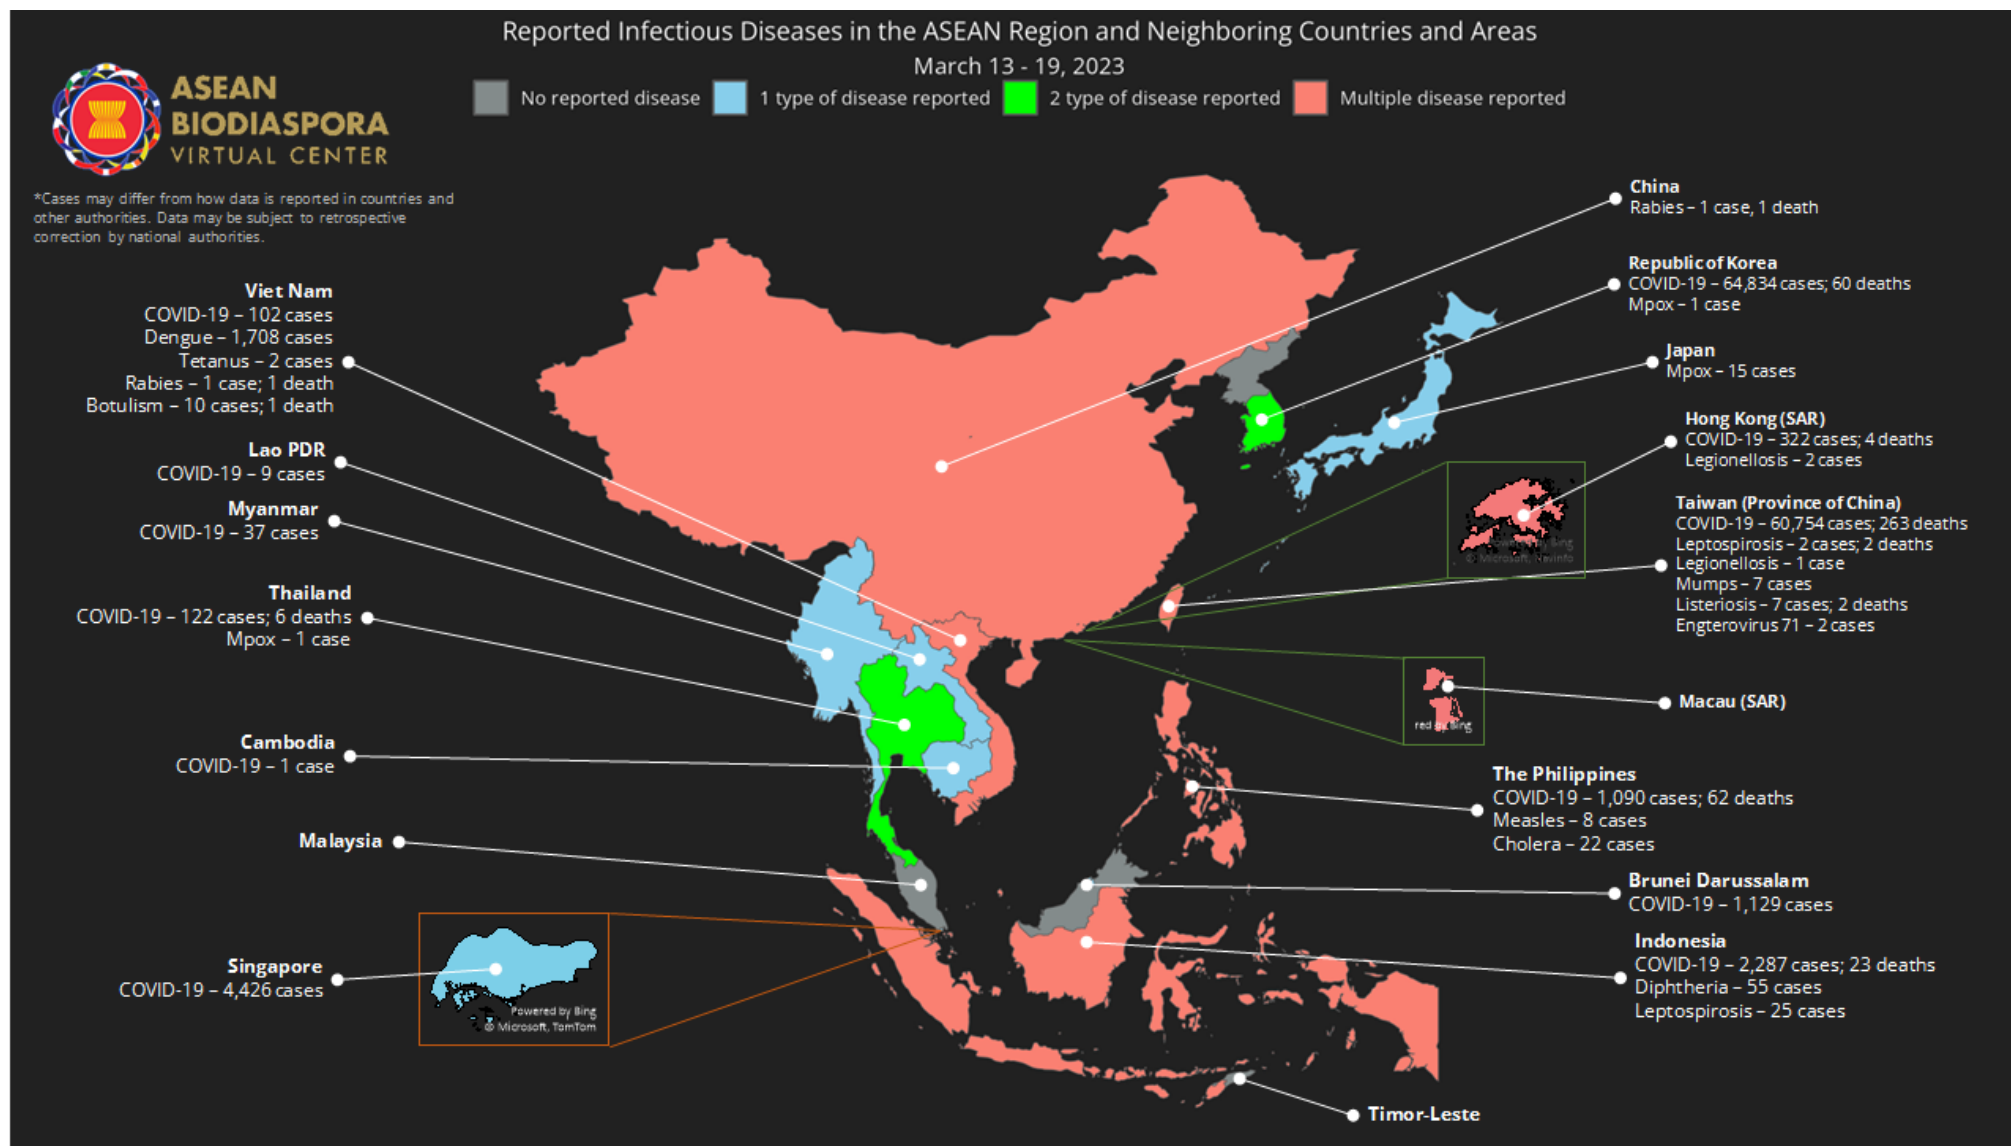 Reported Infectious Diseases in the ASEAN Region and Neighboring Countries and Areas
March 13 - 19, 2023
No reported disease
1 type of disease reported
2 type of disease reported
Multiple disease reported
ASEAN
BIODIASPORA
VIRTUAL CENTER
*Cases may differ from how data is reported in countries and
other authorities. Data may be subject to retrospective
correction by national authorities.
Viet Nam
COVID-19 – 102 cases
Dengue – 1,708 cases
Tetanus – 2 cases
Rabies – 1 case; 1 death
Botulism – 10 cases; 1 death
Lao PDR
COVID-19 – 9 cases
Myanmar
COVID-19 – 37 cases
Thailand
COVID-19 – 122 cases; 6 deaths
Mpox – 1 case
Cambodia
COVID-19 – 1 case
Malaysia
Singapore
COVID-19 – 4,426 cases
Powered by Bing
© Microsoft, TomTom
China
Rabies – 1 case, 1 death
Republic of Korea
COVID-19 – 64,834 cases; 60 deaths
Mpox – 1 case
Japan
Mpox – 15 cases
Hong Kong (SAR)
COVID-19 – 322 cases; 4 deaths
Legionellosis – 2 cases
Powered by Bing
© Microsoft, Navinfo
Taiwan (Province of China)
COVID-19 – 60,754 cases; 263 deaths
Leptospirosis – 2 cases; 2 deaths
Legionellosis – 1 case
Mumps – 7 cases
Listeriosis – 7 cases; 2 deaths
Engterovirus 71 – 2 cases
Macau (SAR)
red by Bing
The Philippines
COVID-19 – 1,090 cases; 62 deaths
Measles – 8 cases
Cholera – 22 cases
Brunei Darussalam
COVID-19 – 1,129 cases
Indonesia
COVID-19 – 2,287 cases; 23 deaths
Diphtheria – 55 cases
Leptospirosis – 25 cases
Timor-Leste